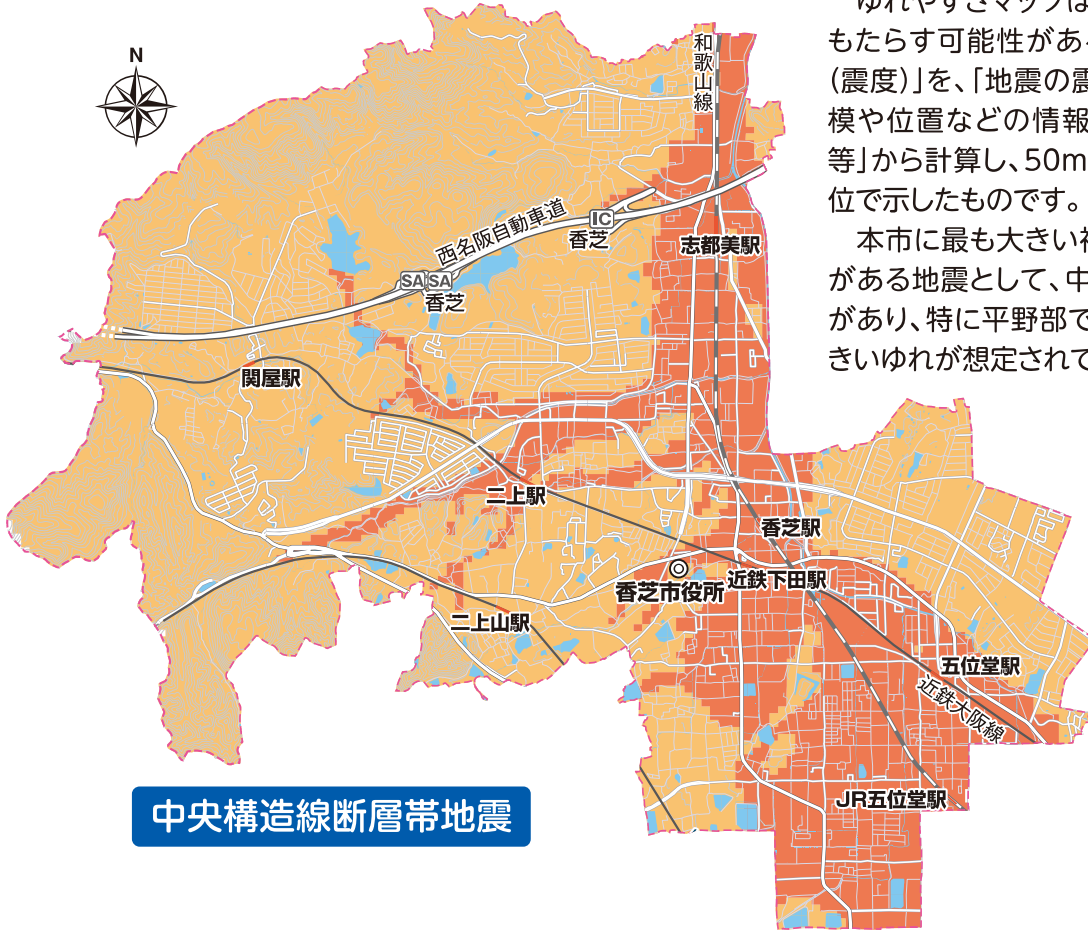 ゆれやすさマップは
もたらす可能性があ
(震度)」を、「地震の震
模や位置などの情報
等」から計算し、50m
位で示したものです。
本市に最も大きい
がある地震として、中
があり、特に平野部で
きいゆれが想定されて
N
和歌山線
西名阪自動車道
IC
香芝
志都美駅
SA SA
香芝
関屋駅
二上駅
香芝駅
香芝市役所
近鉄下田駅
二上山駅
五位堂駅
近鉄大阪線
JR五位堂駅
中央構造線断層帯地震